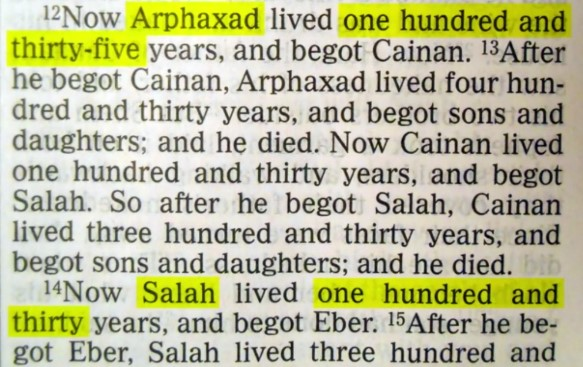 ¹²Now Arphaxad lived one hundred and
thirty-five years, and begot Cainan. ¹³After
he begot Cainan, Arphaxad lived four hun-
dred and thirty years, and begot sons and
daughters; and he died. Now Cainan lived
one hundred and thirty years, and begot
Salah. So after he begot Salah, Cainan
lived three hundred and thirty years, and
begot sons and daughters; and he died.
¹⁴Now Salah lived one hundred and
thirty years, and begot Eber. ¹⁵After he be-
got Eber, Salah lived three hundred and